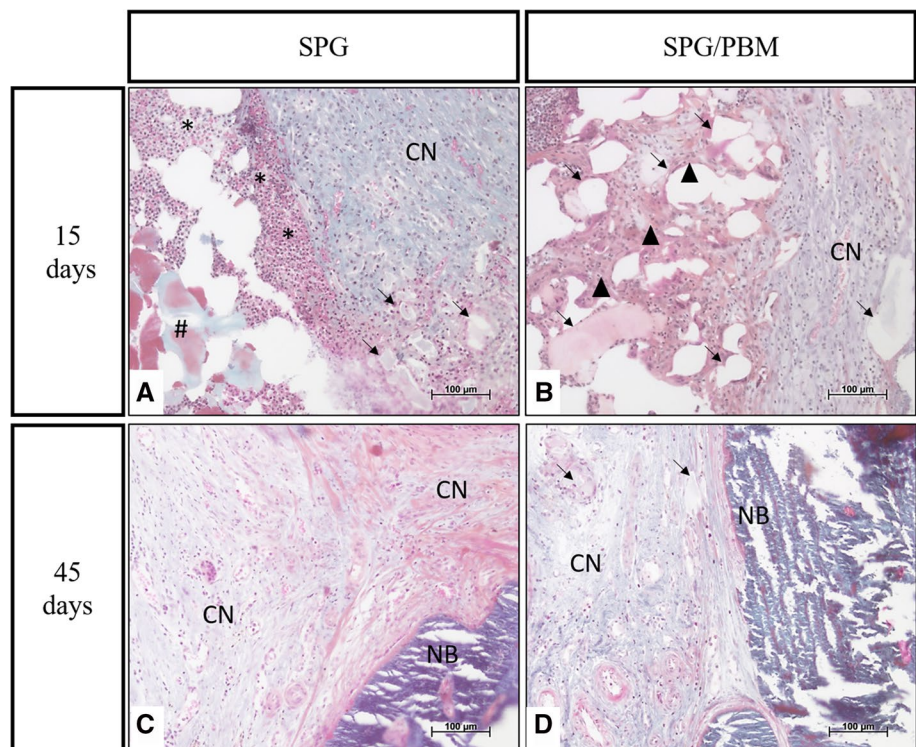 SPG
SPG/PBM
15
days
*
*
*
CN
#
A
100 µm
CN
B
100 µm
45
days
CN
CN
NB
C
100 µm
CN
NB
D
100 µm